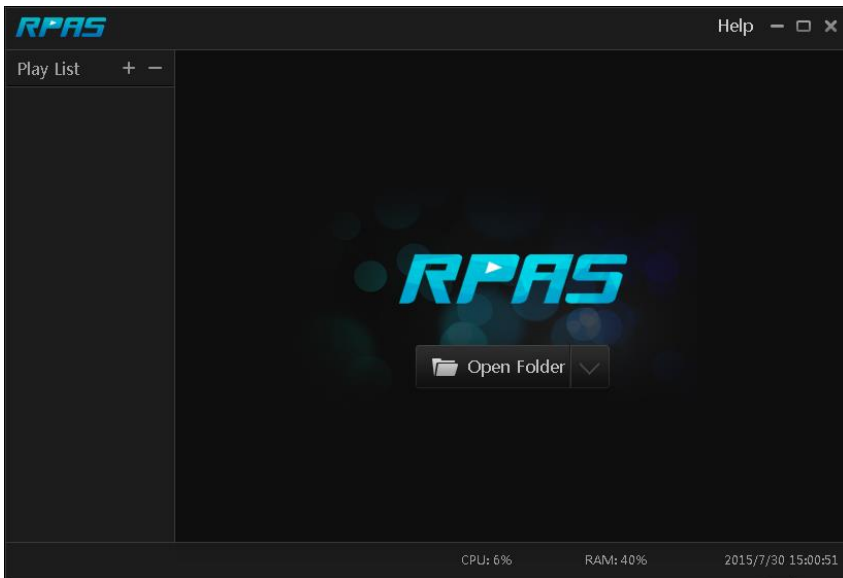 RPAS
Help
Play List + −
RPAS
Open Folder
CPU: 6% RAM: 40% 2015/7/30 15:00:51